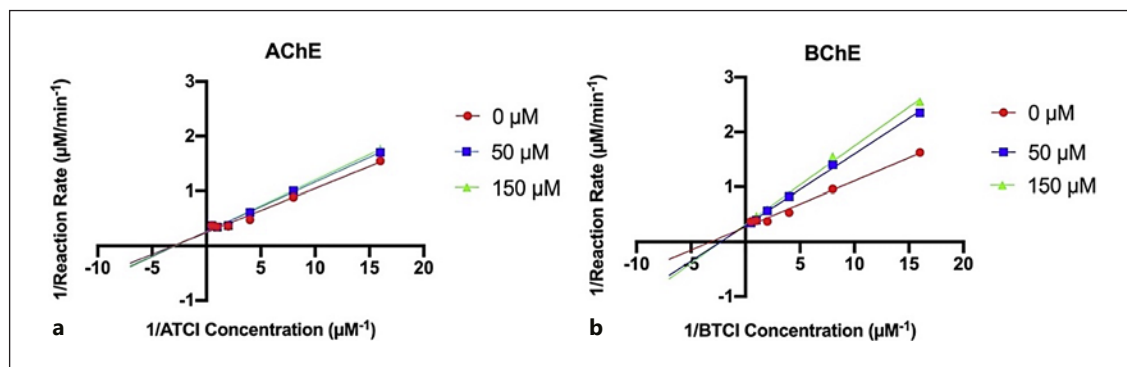 AChE
1/Reaction Rate (µM/min⁻¹)
3
2
1
-1
-10
-5
5
10
15
20
0 µM
50 µM
150 µM
a
1/ATCI Concentration (µM⁻¹)
BChE
1/Reaction Rate (µM/min⁻¹)
3
2
1
-1
-10
-5
5
10
15
20
0 µM
50 µM
150 µM
b
1/BTCI Concentration (µM⁻¹)